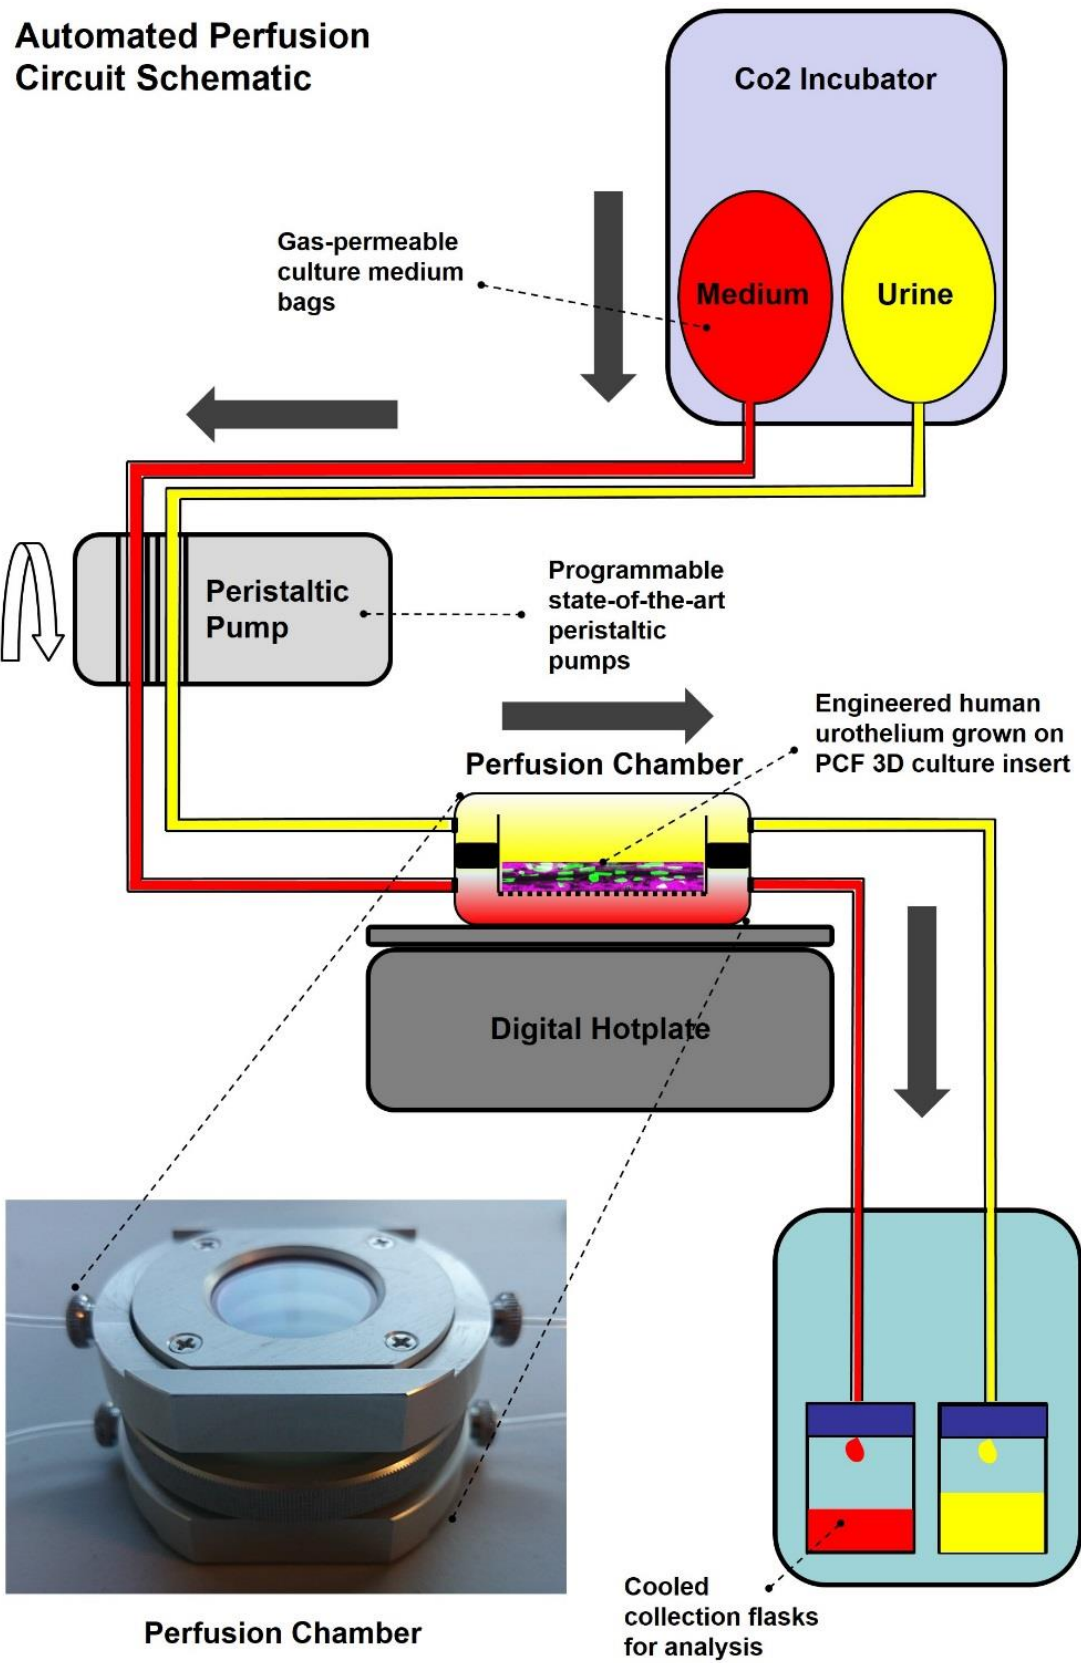 Automated Perfusion
Circuit Schematic
Co2 Incubator
Gas-permeable
culture medium
bags
Medium
Urine
Peristaltic
Pump
Programmable
state-of-the-art
peristaltic
pumps
Engineered human
urothelium grown on
PCF 3D culture insert
Perfusion Chamber
Digital Hotplate
Cooled
collection flasks
for analysis
Perfusion Chamber